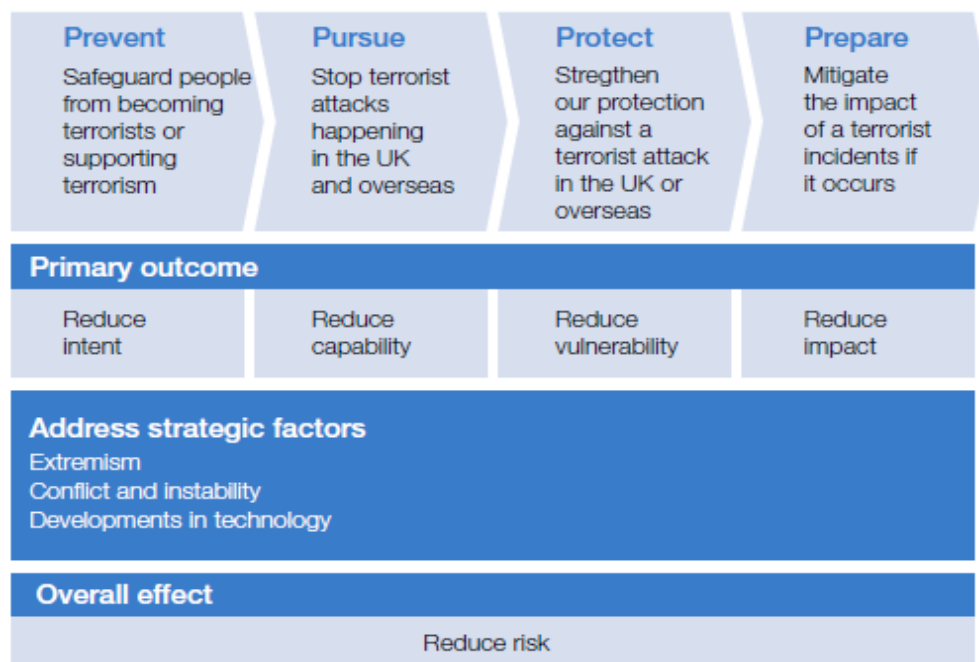 Prevent
Safeguard people
from becoming
terrorists or
supporting
terrorism
Pursue
Stop terrorist
attacks
happening
in the UK
and overseas
Protect
Stregthen
our protection
against a
terrorist attack
in the UK or
overseas
Prepare
Mitigate
the impact
of a terrorist
incidents if
it occurs
Primary outcome
Reduce
intent
Reduce
capability
Reduce
vulnerability
Reduce
impact
Address strategic factors
Extremism
Conflict and instability
Developments in technology
Overall effect
Reduce risk